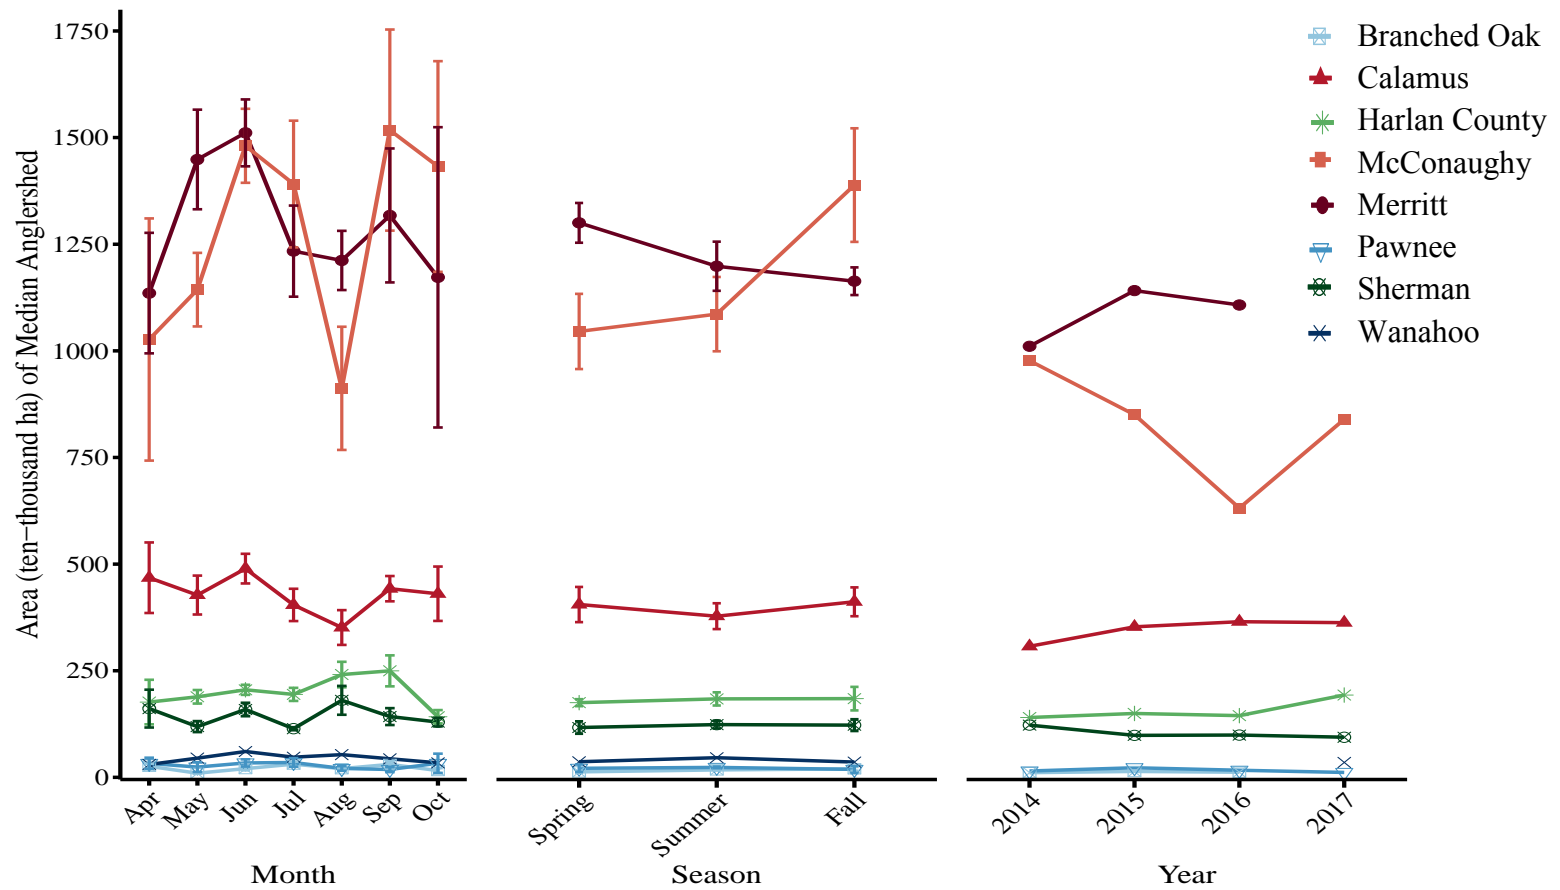 Area (ten−thousand ha) of Median Anglershed
1750
1500
1250
1000
750
500
250
0
Apr
May
Jun
Jul
Aug
Sep
Oct
Month
Spring
Summer
Fall
Season
2014
2015
2016
2017
Year
Branched Oak
Calamus
Harlan County
McConaughy
Merritt
Pawnee
Sherman
Wanahoo